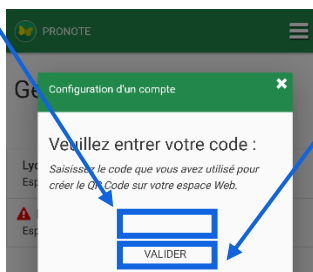 PRONOTE
Ge
Configuration d'un compte
Veuillez entrer votre code :
Saisissez le code que vous avez utilisé pour
créer le QR Code sur votre espace Web.
Lyc
Esp
Esp
VALIDER